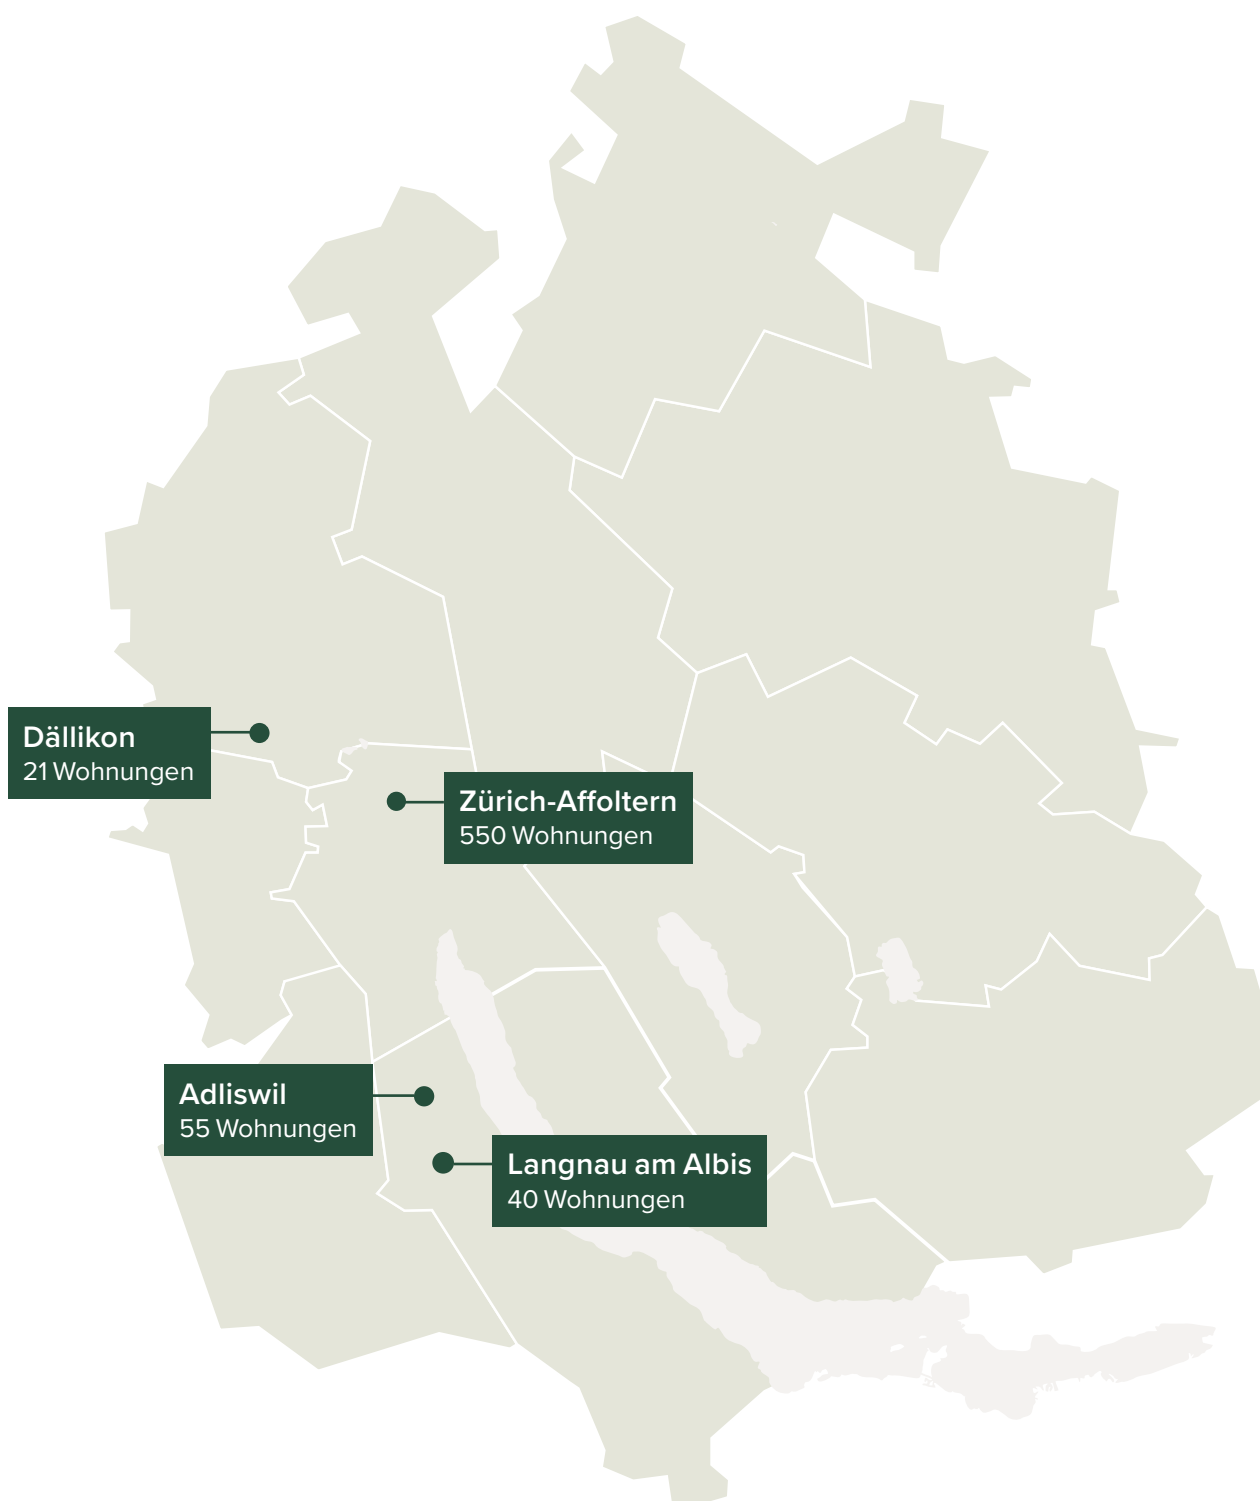 Dällikon
21 Wohnungen
Zürich-Affoltern
550 Wohnungen
Adliswil
55 Wohnungen
Langnau am Albis
40 Wohnungen